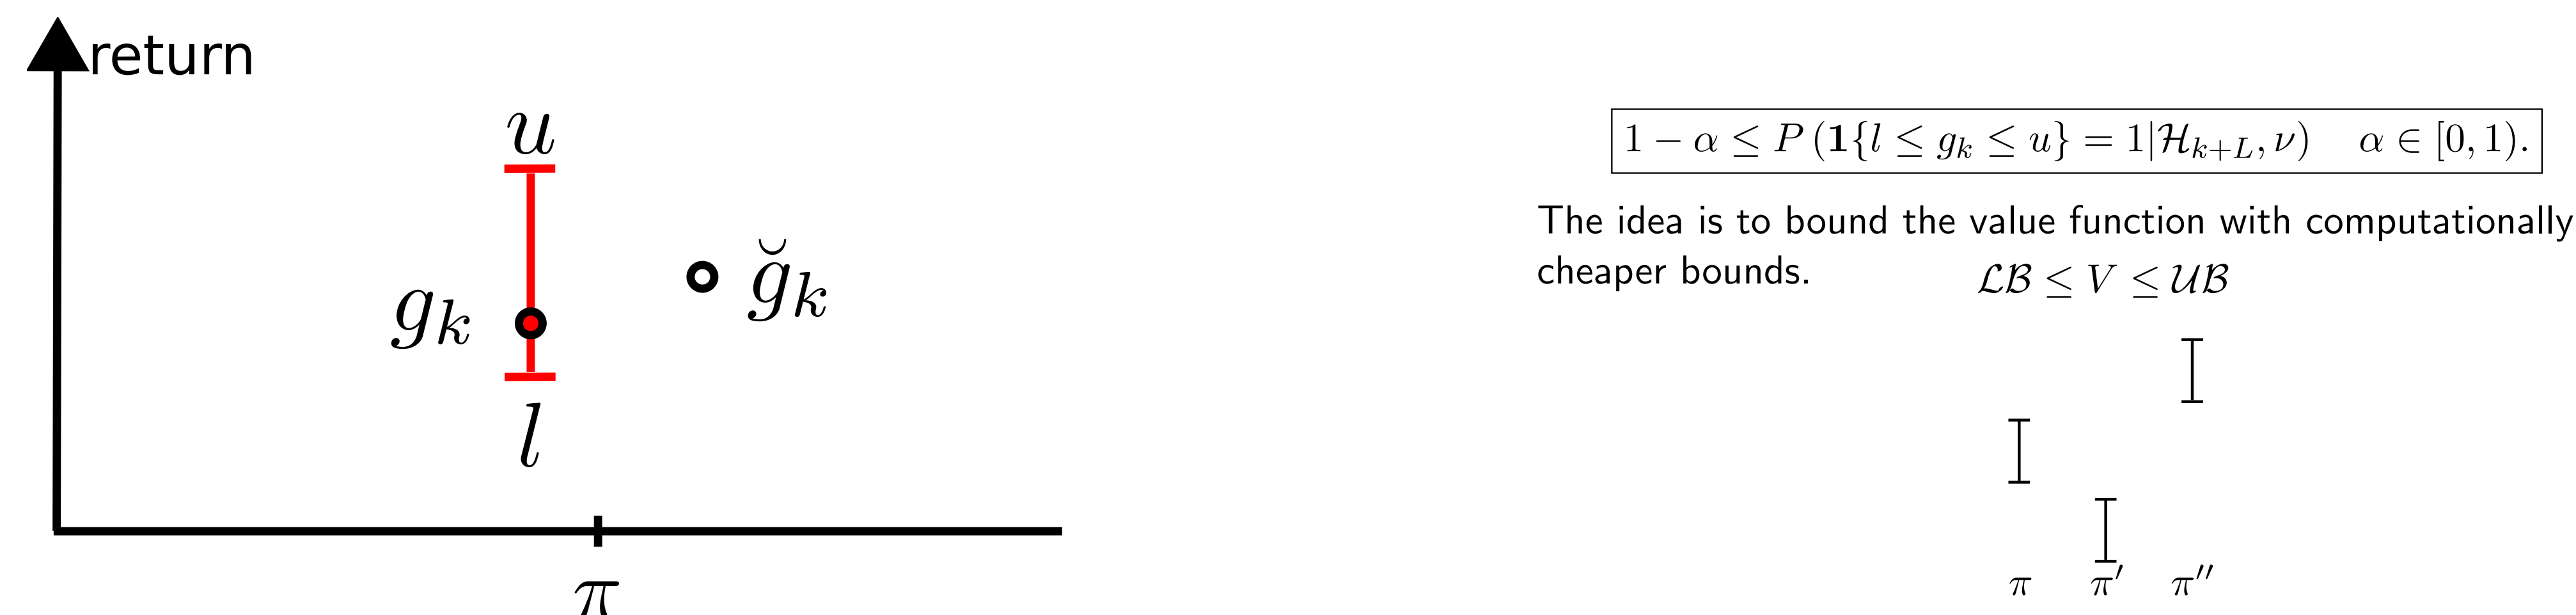 return
u
g_k
ğ_k
l
π
1 − α ≤ P (𝟏{l ≤ g_k ≤ u} = 1|ℋ_{k+L}, ν) α ∈ [0, 1).
The idea is to bound the value function with computationally
cheaper bounds. ℒℬ ≤ V ≤ 𝒰ℬ
π π′ π″